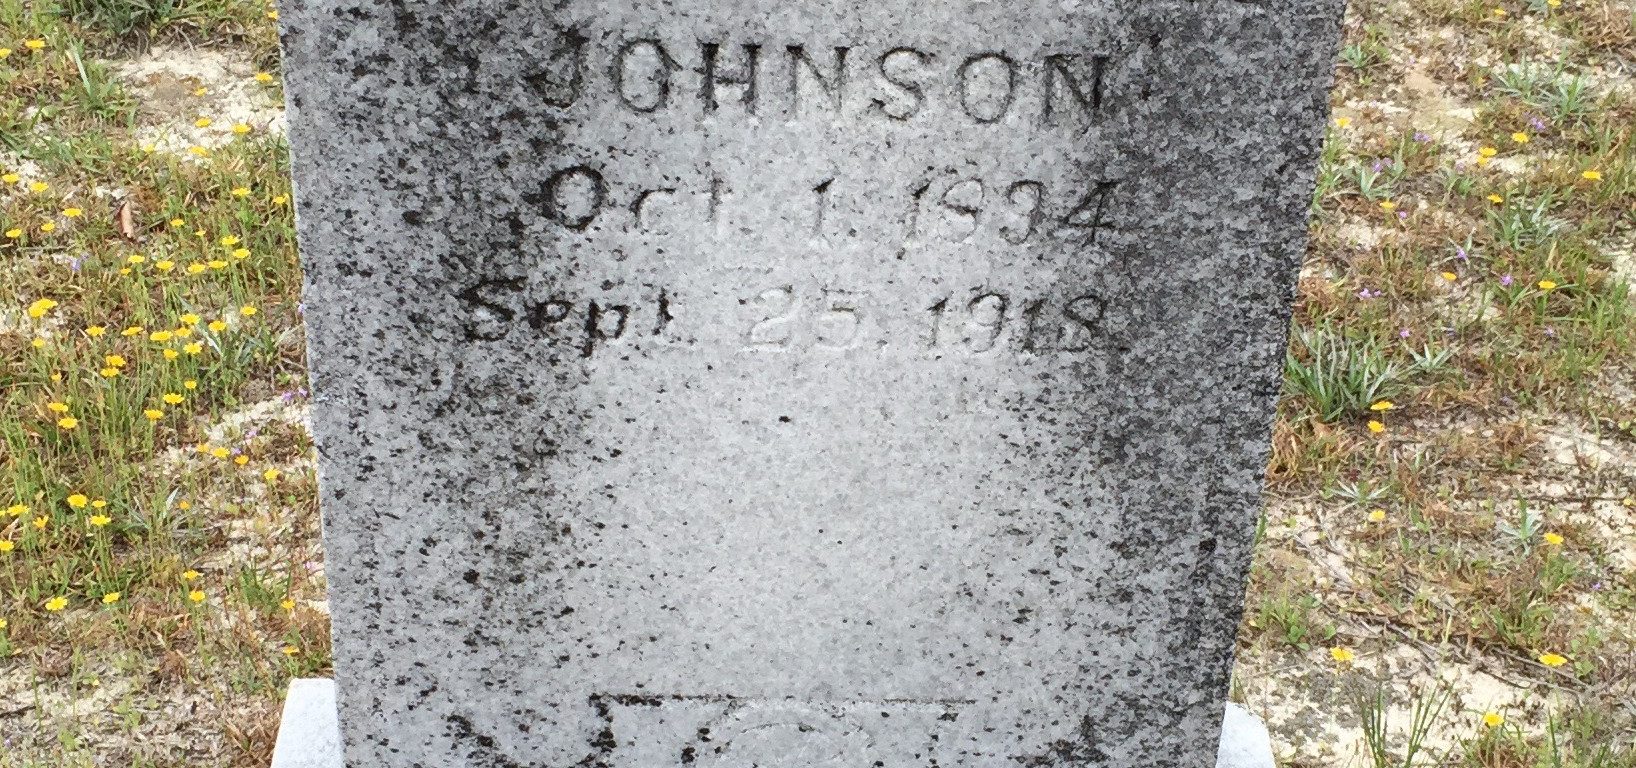 JOHNSON
Oct 1, 1894
Sept. 25, 1918.